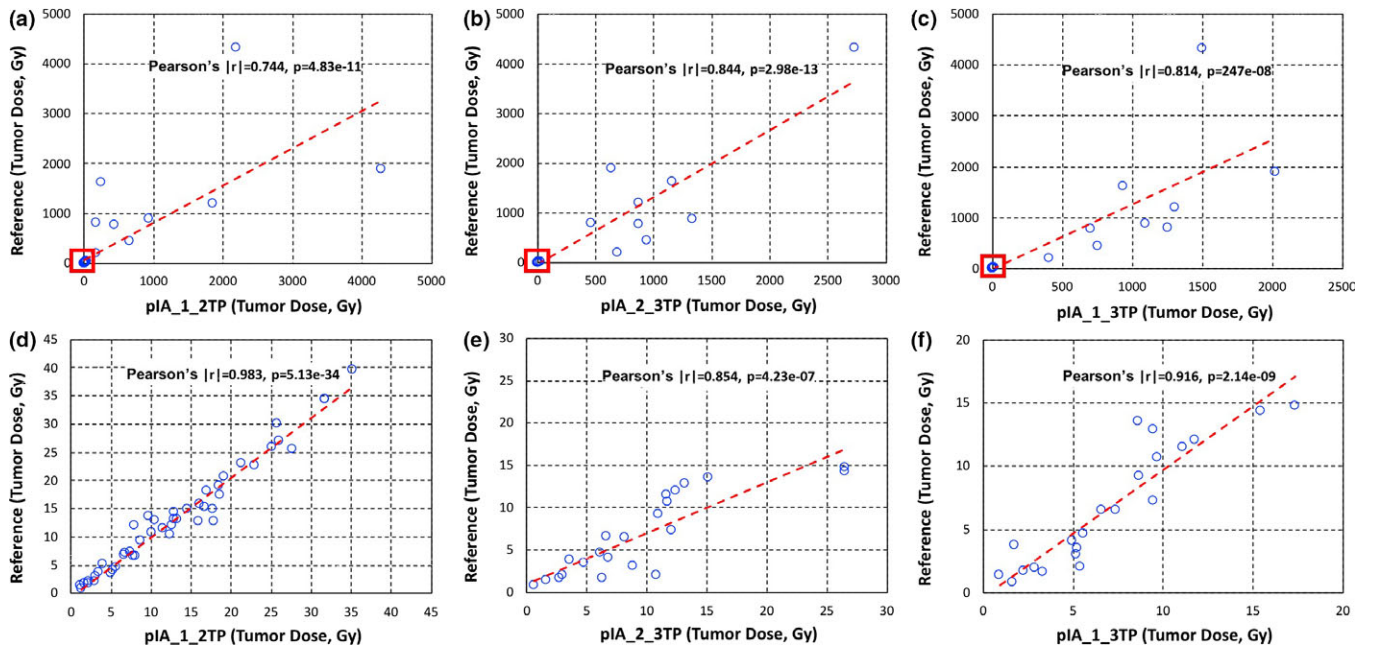 (a)
Reference (Tumor Dose, Gy)
5000
4000
3000
2000
1000
0
Pearson's |r|=0.744, p=4.83e-11
0 1000 2000 3000 4000 5000
pIA_1_2TP (Tumor Dose, Gy)
(b)
Reference (Tumor Dose, Gy)
5000
4000
3000
2000
1000
0
Pearson's |r|=0.844, p=2.98e-13
0 500 1000 1500 2000 2500 3000
pIA_2_3TP (Tumor Dose, Gy)
(c)
Reference (Tumor Dose, Gy)
5000
4000
3000
2000
1000
0
Pearson's |r|=0.814, p=247e-08
0 500 1000 1500 2000 2500
pIA_1_3TP (Tumor Dose, Gy)
(d)
Reference (Tumor Dose, Gy)
45
40
35
30
25
20
15
10
5
0
Pearson's |r|=0.983, p=5.13e-34
0 5 10 15 20 25 30 35 40 45
pIA_1_2TP (Tumor Dose, Gy)
(e)
Reference (Tumor Dose, Gy)
30
25
20
15
10
5
0
Pearson's |r|=0.854, p=4.23e-07
0 5 10 15 20 25 30
pIA_2_3TP (Tumor Dose, Gy)
(f)
Reference (Tumor Dose, Gy)
20
15
10
5
0
Pearson's |r|=0.916, p=2.14e-09
0 5 10 15 20
pIA_1_3TP (Tumor Dose, Gy)